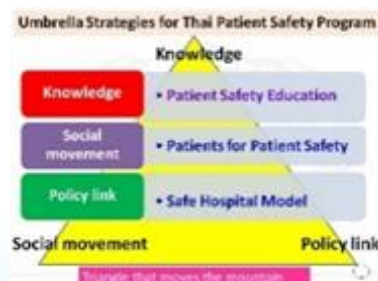 Umbrella Strategies for Thai Patient Safety Program
Knowledge
Knowledge
• Patient Safety Education
Social
movement
• Patients for Patient Safety
Policy link
• Safe Hospital Model
Social movement
Policy link
Triangle that moves the mountain